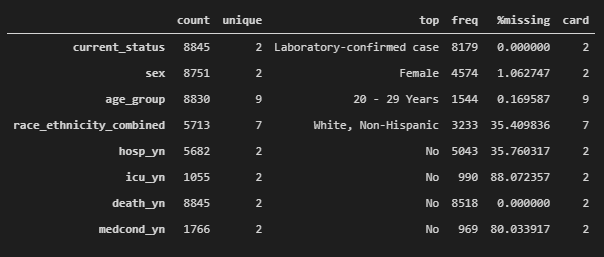 count unique top freq %missing card
current_status 8845 2 Laboratory-confirmed case 8179 0.000000 2
sex 8751 2 Female 4574 1.062747 2
age_group 8830 9 20 - 29 Years 1544 0.169587 9
race_ethnicity_combined 5713 7 White, Non-Hispanic 3233 35.409836 7
hosp_yn 5682 2 No 5043 35.760317 2
icu_yn 1055 2 No 990 88.072357 2
death_yn 8845 2 No 8518 0.000000 2
medcond_yn 1766 2 No 969 80.033917 2